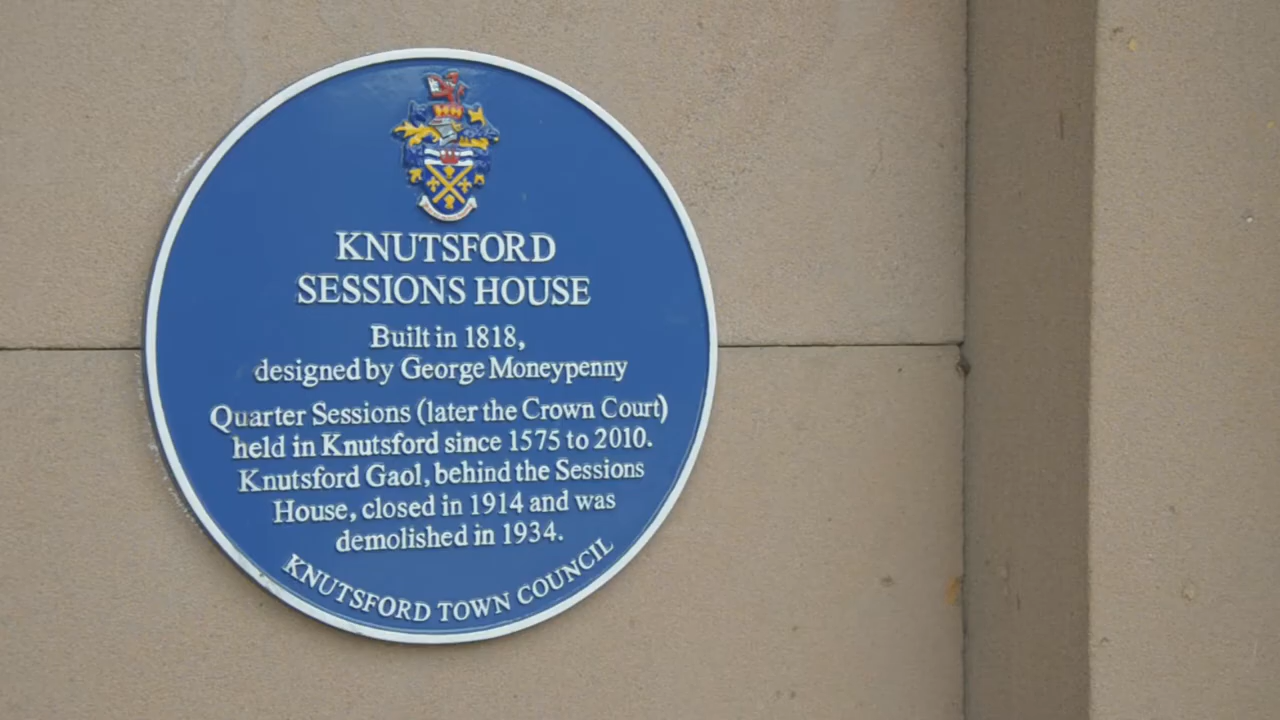 KNUTSFORD
SESSIONS HOUSE
Built in 1818,
designed by George Moneypenny
Quarter Sessions (later the Crown Court)
held in Knutsford since 1575 to 2010.
Knutsford Gaol, behind the Sessions
House, closed in 1914 and was
demolished in 1934.
KNUTSFORD TOWN COUNCIL